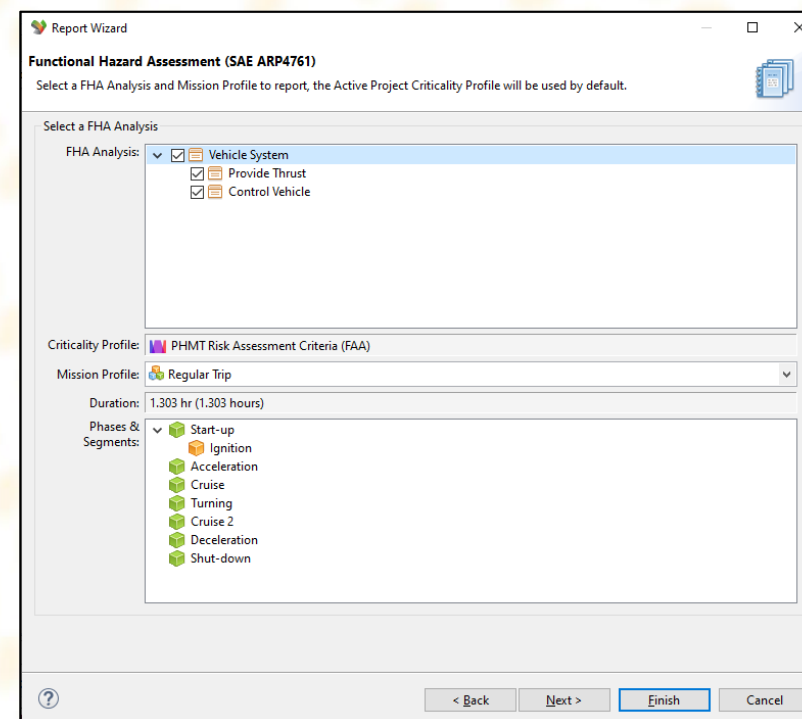 Report Wizard
Functional Hazard Assessment (SAE ARP4761)
Select a FHA Analysis and Mission Profile to report, the Active Project Criticality Profile will be used by default.
Select a FHA Analysis
FHA Analysis:
Vehicle System
Provide Thrust
Control Vehicle
Criticality Profile: PHMT Risk Assessment Criteria (FAA)
Mission Profile: Regular Trip
Duration: 1.303 hr (1.303 hours)
Phases & Segments:
Start-up
Ignition
Acceleration
Cruise
Turning
Cruise 2
Deceleration
Shut-down
? < Back Next > Finish Cancel